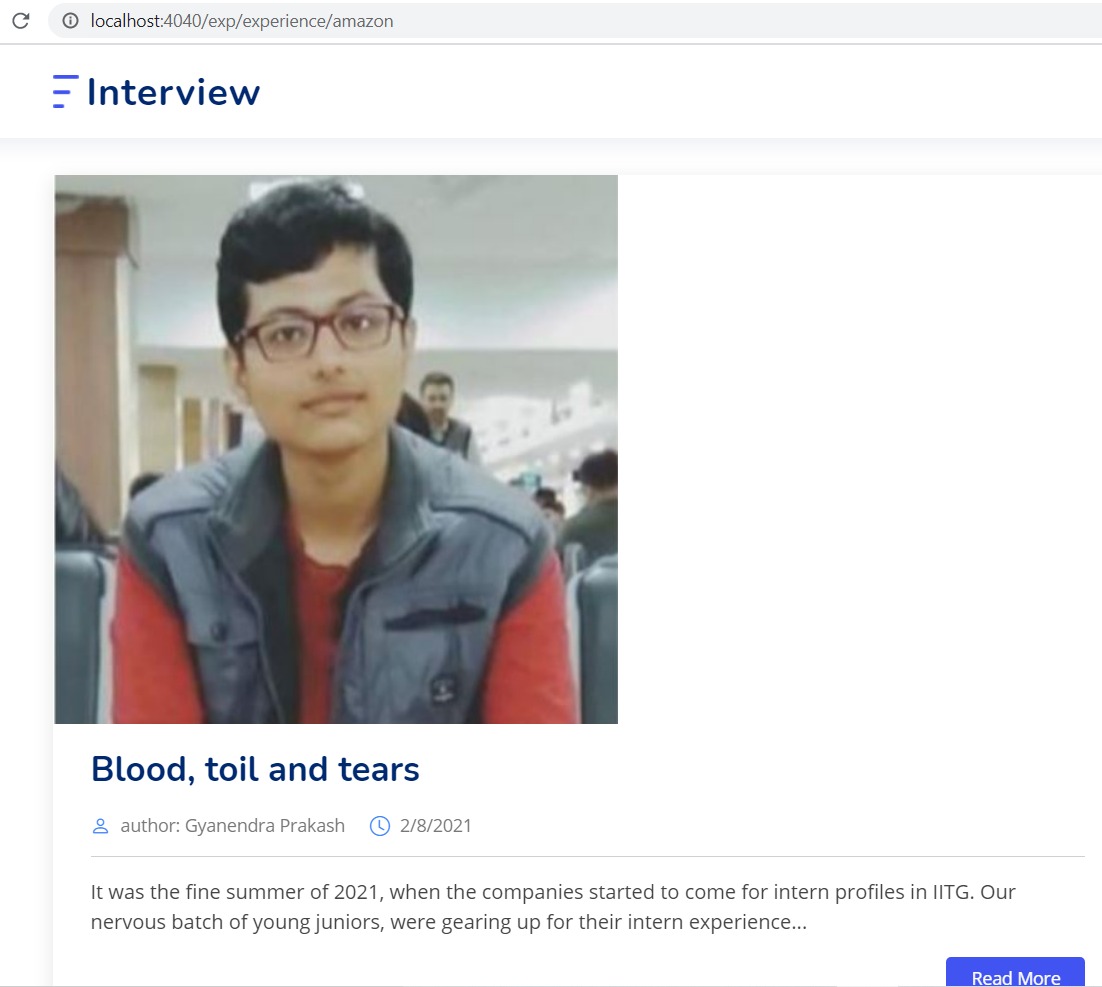 localhost:4040/exp/experience/amazon
Interview
Blood, toil and tears
author: Gyanendra Prakash 2/8/2021
It was the fine summer of 2021, when the companies started to come for intern profiles in IITG. Our
nervous batch of young juniors, were gearing up for their intern experience...
Read More